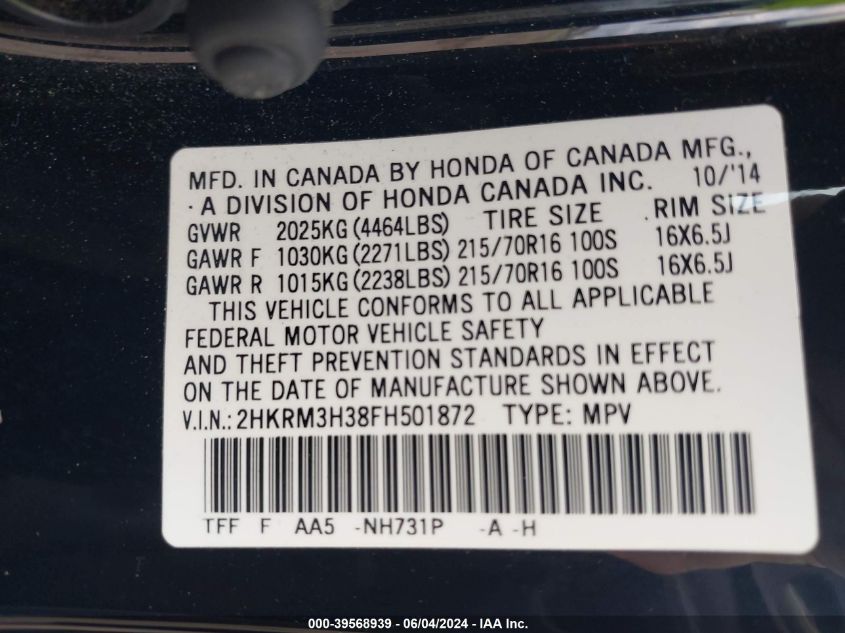 MFD. IN CANADA BY HONDA OF CANADA MFG.,
· A DIVISION OF HONDA CANADA INC. 10/'14
GVWR 2025KG (4464LBS) TIRE SIZE RIM SIZE
GAWR F 1030KG (2271LBS) 215/70R16 100S 16X6.5J
GAWR R 1015KG (2238LBS) 215/70R16 100S 16X6.5J
THIS VEHICLE CONFORMS TO ALL APPLICABLE
FEDERAL MOTOR VEHICLE SAFETY
AND THEFT PREVENTION STANDARDS IN EFFECT
ON THE DATE OF MANUFACTURE SHOWN ABOVE.
V.I.N.: 2HKRM3H38FH501872 TYPE: MPV
TFF F AA5 -NH731P -A -H
000-39568939 - 06/04/2024 - IAA Inc.